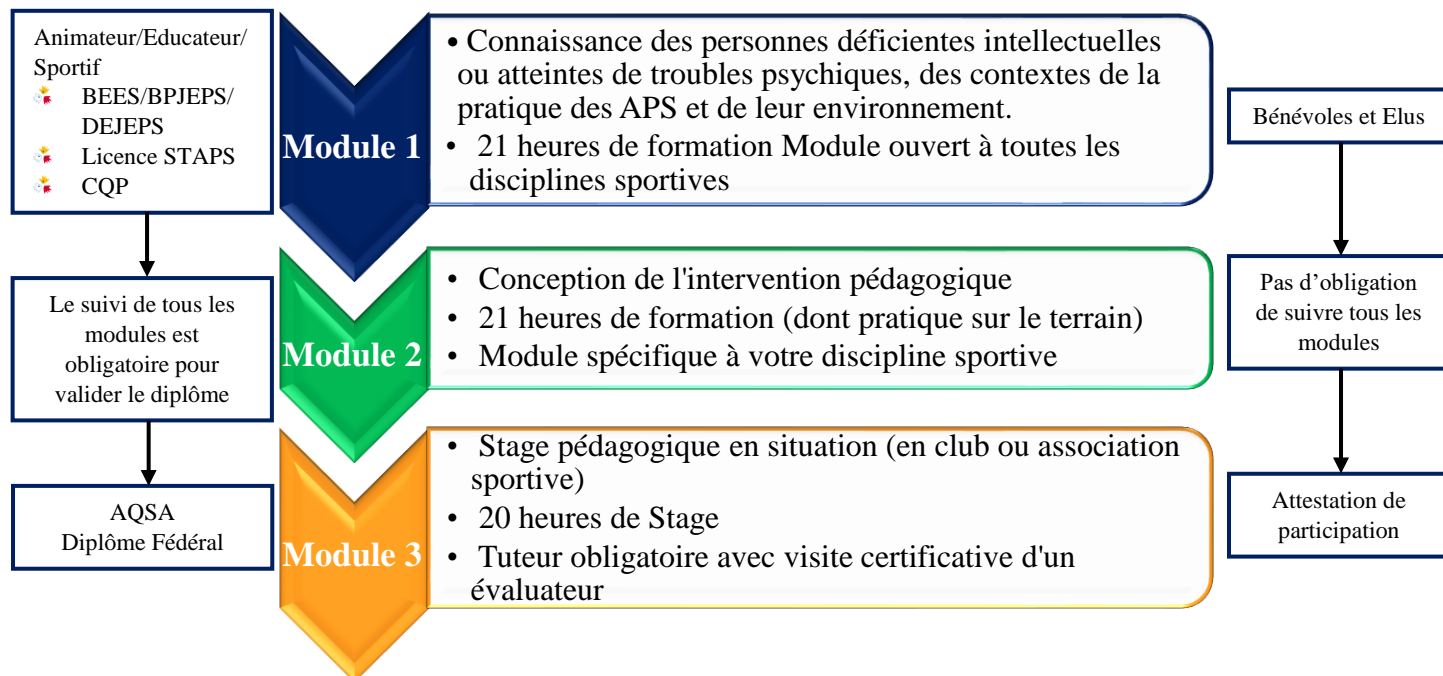 Animateur/Educateur/
Sportif
BEES/BPJEPS/
DEJEPS
Licence STAPS
CQP
Le suivi de tous les
modules est
obligatoire pour
valider le diplôme
AQSA
Diplôme Fédéral
Module 1
• Connaissance des personnes déficientes intellectuelles
ou atteintes de troubles psychiques, des contextes de la
pratique des APS et de leur environnement.
• 21 heures de formation Module ouvert à toutes les
disciplines sportives
Module 2
• Conception de l'intervention pédagogique
• 21 heures de formation (dont pratique sur le terrain)
• Module spécifique à votre discipline sportive
Module 3
• Stage pédagogique en situation (en club ou association
sportive)
• 20 heures de Stage
• Tuteur obligatoire avec visite certificative d'un
évaluateur
Bénévoles et Elus
Pas d’obligation
de suivre tous les
modules
Attestation de
participation